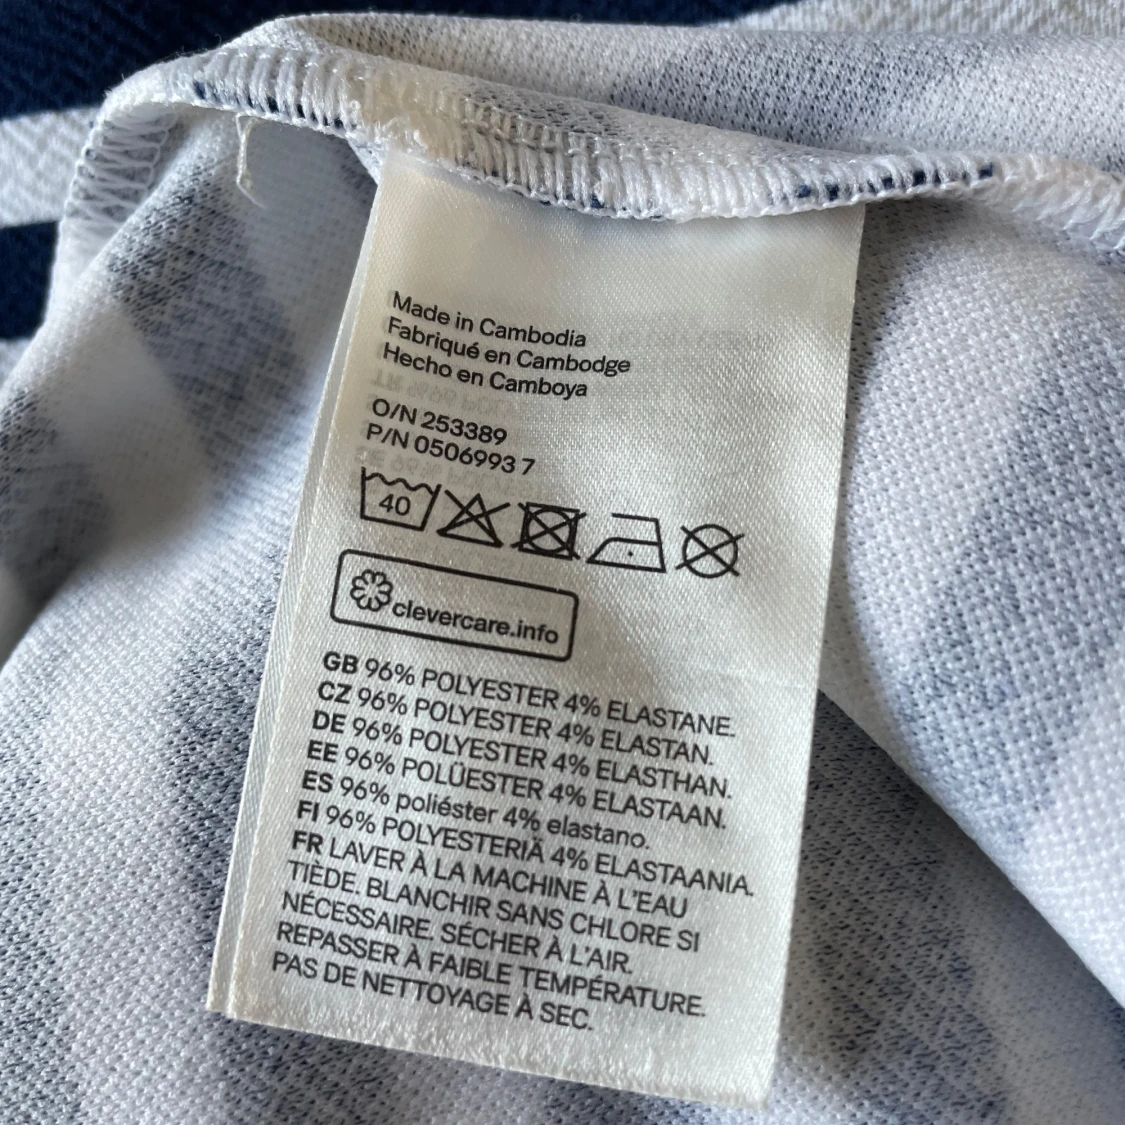 Made in Cambodia
Fabriqué en Cambodge
Hecho en Camboya
O/N 253389
P/N 0506993 7
40
clevercare.info
GB 96% POLYESTER 4% ELASTANE.
CZ 96% POLYESTER 4% ELASTAN.
DE 96% POLYESTER 4% ELASTHAN.
EE 96% POLÜESTER 4% ELASTAAN.
ES 96% poliéster 4% elastano.
FI 96% POLYESTERIÄ 4% ELASTAANIA.
FR LAVER À LA MACHINE À L'EAU
TIÈDE. BLANCHIR SANS CHLORE SI
NÉCESSAIRE. SÉCHER À L'AIR.
REPASSER À FAIBLE TEMPÉRATURE.
PAS DE NETTOYAGE À SEC.